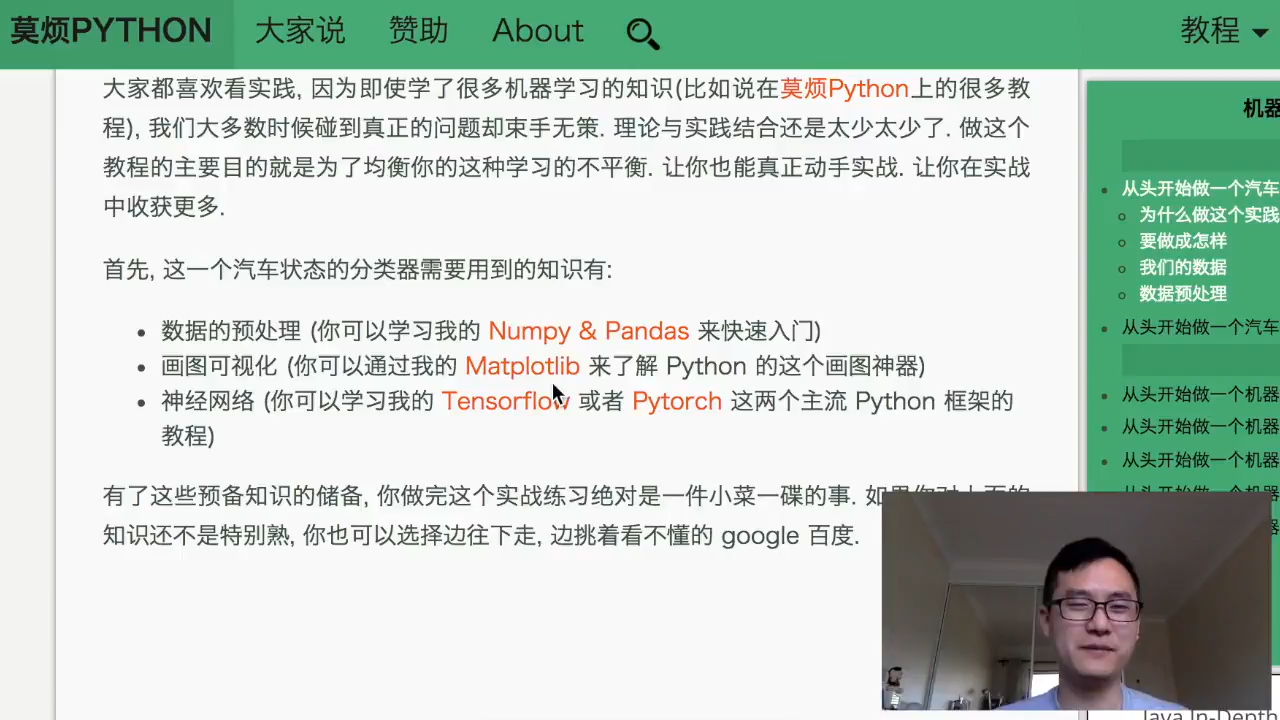 莫烦PYTHON 大家说 赞助 About 教程
大家都喜欢看实践, 因为即使学了很多机器学习的知识(比如说在莫烦Python上的很多教
程), 我们大多数时候碰到真正的问题却束手无策. 理论与实践结合还是太少太少了. 做这个
教程的主要目的就是为了均衡你的这种学习的不平衡. 让你也能真正动手实战. 让你在实战
中收获更多.
首先, 这一个汽车状态的分类器需要用到的知识有:
数据的预处理 (你可以学习我的 Numpy & Pandas 来快速入门)
画图可视化 (你可以通过我的 Matplotlib 来了解 Python 的这个画图神器)
神经网络 (你可以学习我的 Tensorflow 或者 Pytorch 这两个主流 Python 框架的
教程)
有了这些预备知识的储备, 你做完这个实战练习绝对是一件小菜一碟的事.
知识还不是特别熟, 你也可以选择边往下走, 边挑着看不懂的 google 百度.
机器
从头开始做一个汽车
为什么做这个实践
要做成怎样
我们的数据
数据预处理
从头开始做一个汽车
从头开始做一个机器
从头开始做一个机器
从头开始做一个机器
Java In-Depth